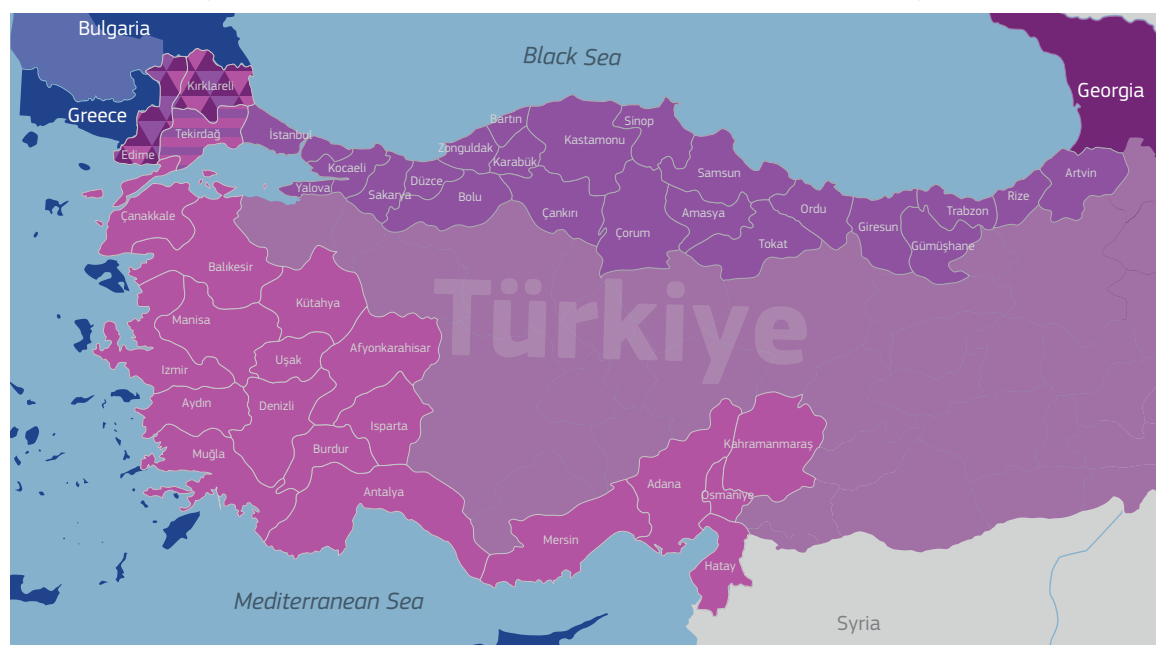 Bulgaria
Black Sea
Georgia
Greece
Kırklareli
Tekirdağ
İstanbul
Edirne
Bartın
Sinop
Zonguldak
Kastamonu
Karabük
Kocaeli
Samsun
Artvin
Yalova
Düzce
Sakarya
Bolu
Rize
Çanakkale
Çankırı
Amasya
Ordu
Trabzon
Giresun
Çorum
Tokat
Gümüşhane
Balıkesir
Kütahya
Türkiye
Manisa
Afyonkarahisar
Uşak
Izmir
Aydın
Denizli
Isparta
Kahramanmaraş
Muğla
Burdur
Adana
Antalya
Osmaniye
Mersin
Hatay
Mediterranean Sea
Syria